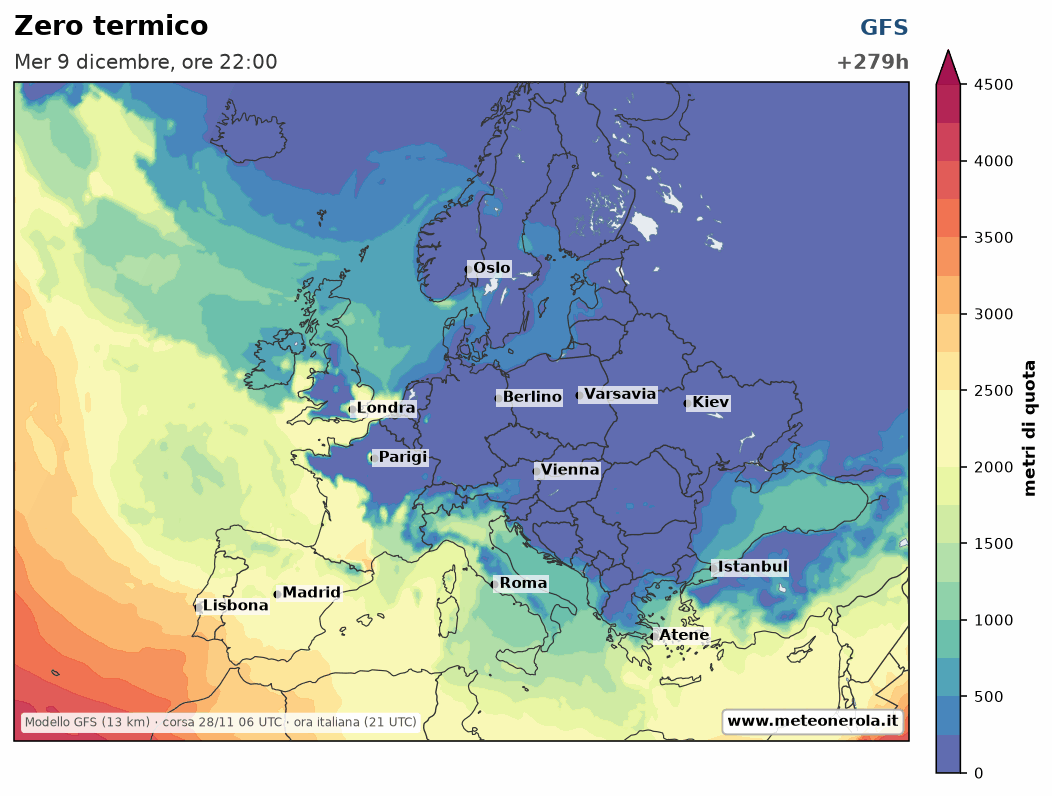 Zero termico
GFS
Mer 9 dicembre, ore 22:00
+279h
4500
4000
3500
3000
2500
2000
1500
1000
500
0
metri di quota
Oslo
Londra
Berlino
Varsavia
Kiev
Parigi
Vienna
Istanbul
Roma
Madrid
Lisbona
Atene
Modello GFS (13 km) · corsa 28/11 06 UTC · ora italiana (21 UTC)
www.meteonerola.it